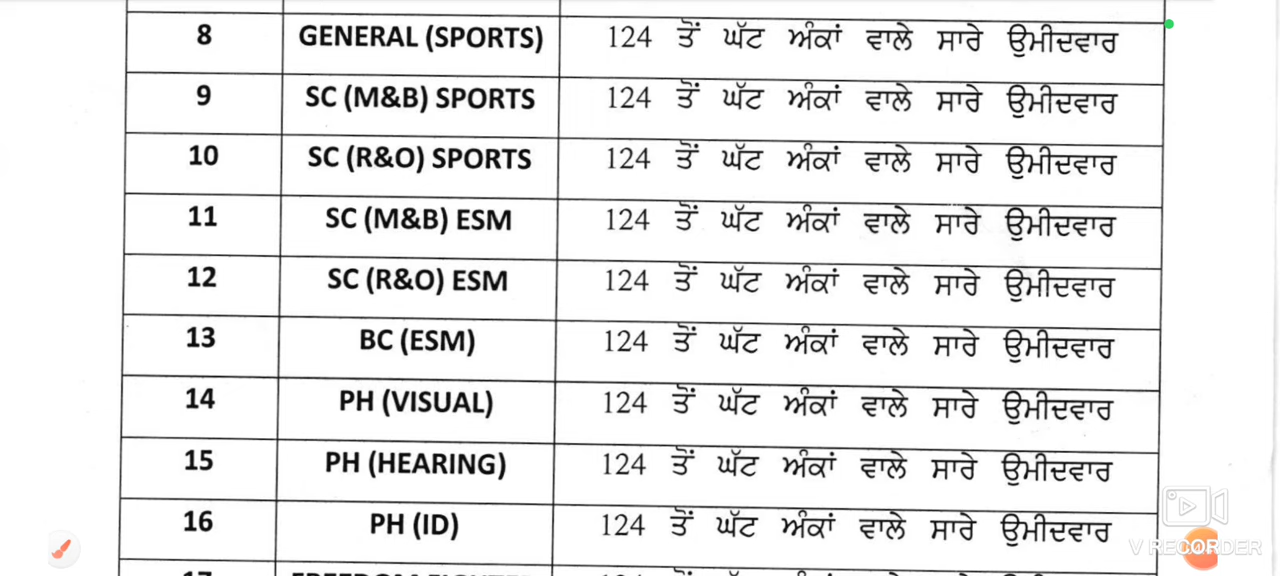 8 GENERAL (SPORTS) 124 ਤੋਂ ਘੱਟ ਅੰਕਾਂ ਵਾਲੇ ਸਾਰੇ ਉਮੀਦਵਾਰ
9 SC (M&B) SPORTS 124 ਤੋਂ ਘੱਟ ਅੰਕਾਂ ਵਾਲੇ ਸਾਰੇ ਉਮੀਦਵਾਰ
10 SC (R&O) SPORTS 124 ਤੋਂ ਘੱਟ ਅੰਕਾਂ ਵਾਲੇ ਸਾਰੇ ਉਮੀਦਵਾਰ
11 SC (M&B) ESM 124 ਤੋਂ ਘੱਟ ਅੰਕਾਂ ਵਾਲੇ ਸਾਰੇ ਉਮੀਦਵਾਰ
12 SC (R&O) ESM 124 ਤੋਂ ਘੱਟ ਅੰਕਾਂ ਵਾਲੇ ਸਾਰੇ ਉਮੀਦਵਾਰ
13 BC (ESM) 124 ਤੋਂ ਘੱਟ ਅੰਕਾਂ ਵਾਲੇ ਸਾਰੇ ਉਮੀਦਵਾਰ
14 PH (VISUAL) 124 ਤੋਂ ਘੱਟ ਅੰਕਾਂ ਵਾਲੇ ਸਾਰੇ ਉਮੀਦਵਾਰ
15 PH (HEARING) 124 ਤੋਂ ਘੱਟ ਅੰਕਾਂ ਵਾਲੇ ਸਾਰੇ ਉਮੀਦਵਾਰ
16 PH (ID) 124 ਤੋਂ ਘੱਟ ਅੰਕਾਂ ਵਾਲੇ ਸਾਰੇ ਉਮੀਦਵਾਰ
V RECORDER